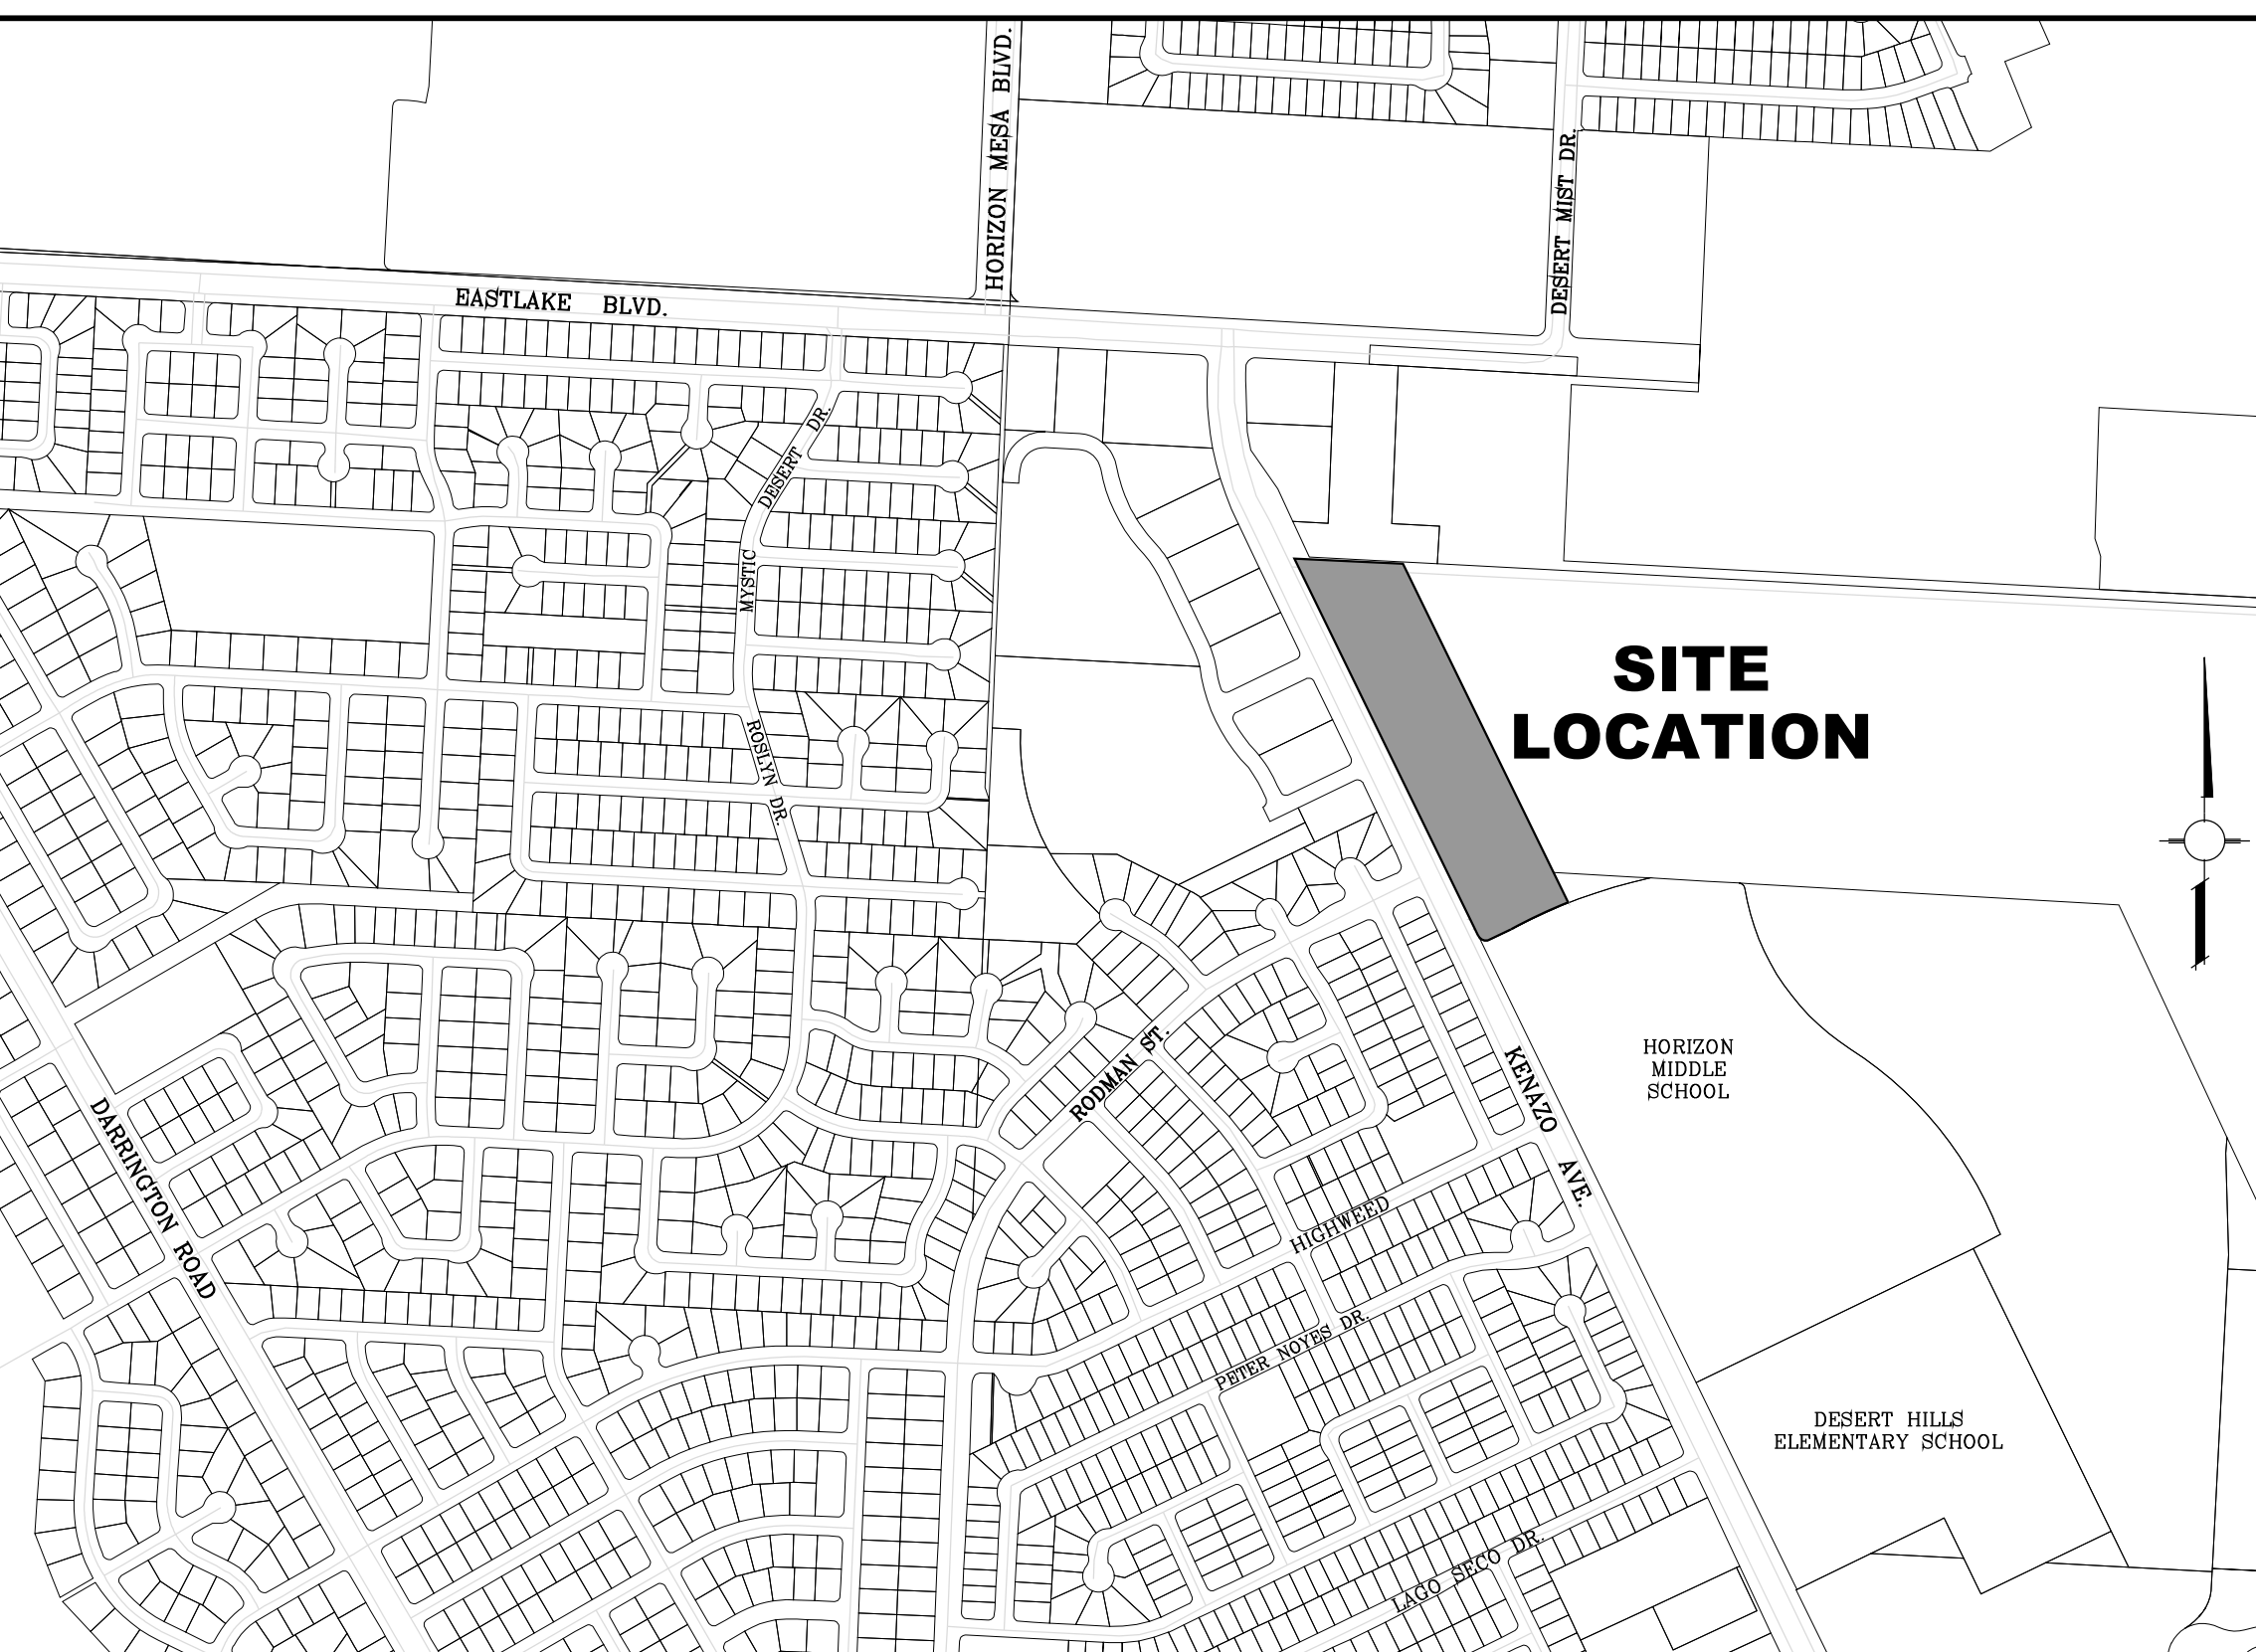 HORIZON MESA BLVD.
DESERT MIST DR.
EASTLAKE BLVD.
MYSTIC DESERT DR.
SITE
LOCATION
ROSLYN DR.
RODMAN ST.
KENAZO AVE.
HORIZON
MIDDLE
SCHOOL
DARRINGTON ROAD
HIGHWEED
PETER NOYES DR.
DESERT HILLS
ELEMENTARY SCHOOL
LAGO SECO DR.